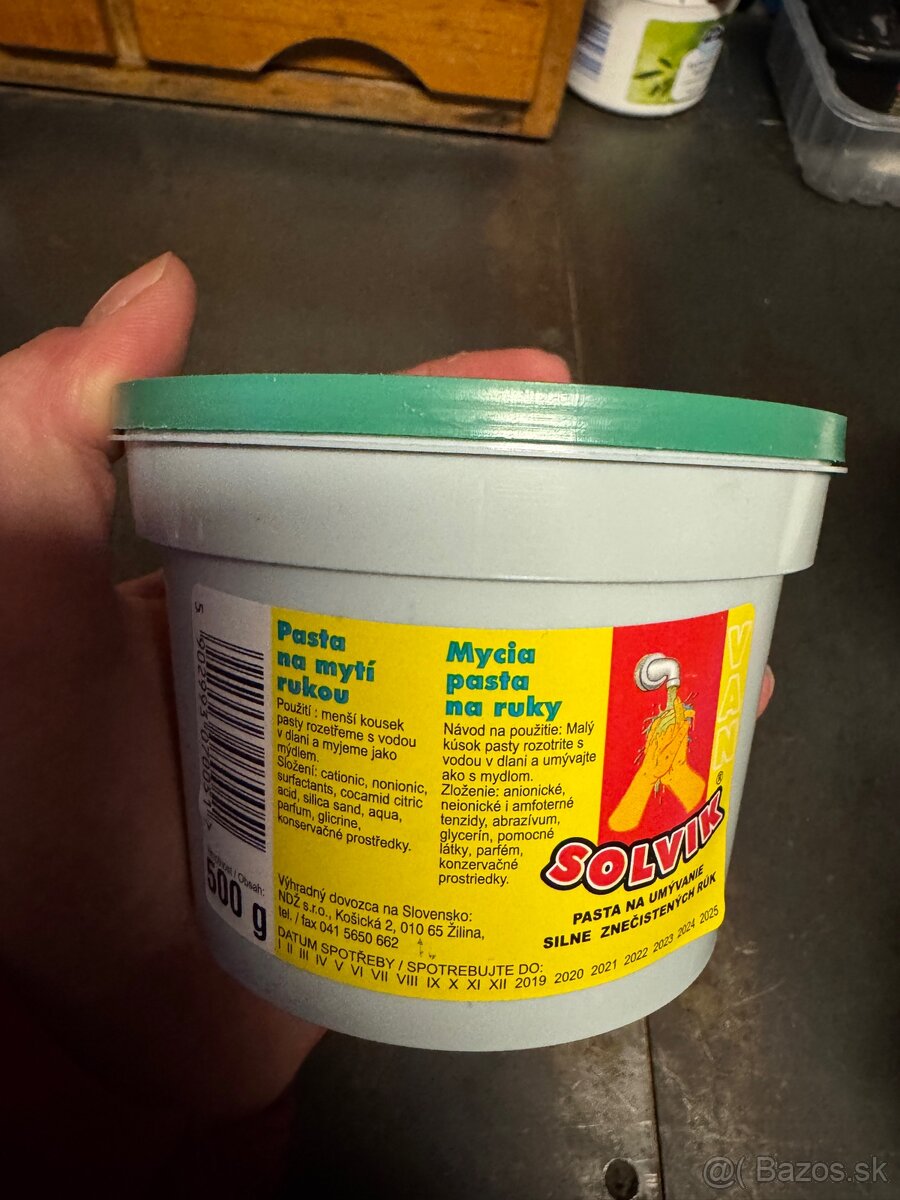 Pasta
na mytí
rukou
Použití : menší kousek
pasty rozetřeme s vodou
v dlani a myjeme jako
mýdlem.
Složení: cationic, nonionic,
surfactants, cocamid citric
acid, silica sand, aqua,
parfum, glicrine,
konservačné prostředky.
Mycia
pasta
na ruky
Návod na použitie: Malý
kúsok pasty rozotrite s
vodou v dlani a umývajte
ako s mydlom.
Zloženie: anionické,
neionické i amfoterné
tenzidy, abrazívum,
glycerín, pomocné
látky, parfém,
konzervačné
prostriedky.
VAN
SOLVIK®
PASTA NA UMÝVANIE
SILNE ZNEČISTENÝCH RÚK
/ Obsah:
500 g
Výhradný dovozca na Slovensko:
NDŽ s.r.o., Košická 2, 010 65 Žilina,
tel. / fax 041 5650 662
DATUM SPOTŘEBY / SPOTREBUJTE DO:
I II III IV V VI VII VIII IX X XI XII 2019 2020 2021 2022 2023 2024 2025
@( Bazos.sk